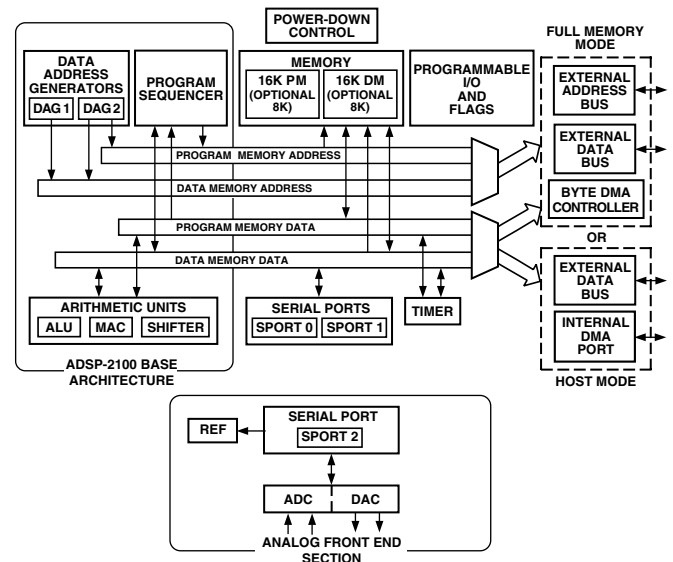 POWER-DOWN
CONTROL
FULL MEMORY
MODE
DATA
ADDRESS
GENERATORS
DAG 1
DAG 2
PROGRAM
SEQUENCER
MEMORY
16K PM
(OPTIONAL
8K)
16K DM
(OPTIONAL
8K)
PROGRAMMABLE
I/O
AND
FLAGS
EXTERNAL
ADDRESS
BUS
EXTERNAL
DATA
BUS
BYTE DMA
CONTROLLER
OR
PROGRAM MEMORY ADDRESS
DATA MEMORY ADDRESS
PROGRAM MEMORY DATA
DATA MEMORY DATA
EXTERNAL
DATA
BUS
INTERNAL
DMA
PORT
HOST MODE
ARITHMETIC UNITS
ALU
MAC
SHIFTER
SERIAL PORTS
SPORT 0
SPORT 1
TIMER
ADSP-2100 BASE
ARCHITECTURE
REF
SERIAL PORT
SPORT 2
ADC
DAC
ANALOG FRONT END
SECTION